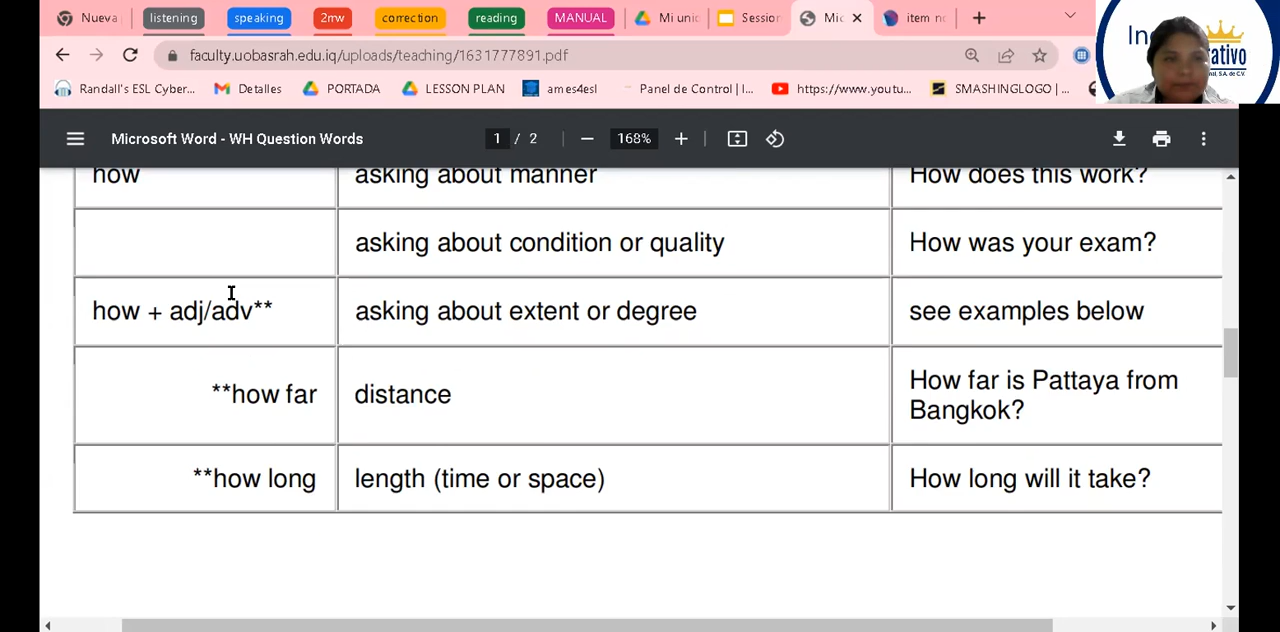 Nueva
listening
speaking
2mw
correction
reading
MANUAL
Mi uni
Session
Mic
item no
faculty.uobasrah.edu.iq/uploads/teaching/1631777891.pdf
Randall's ESL Cyber...
Detalles
PORTADA
LESSON PLAN
ames4esl
Panel de Control | I...
https://www.youtu...
SMASHINGLOGO | ...
Microsoft Word - WH Question Words
1 / 2
168%
how
asking about manner
How does this work?
asking about condition or quality
How was your exam?
how + adj/adv**
asking about extent or degree
see examples below
**how far
distance
How far is Pattaya from
Bangkok?
**how long
length (time or space)
How long will it take?